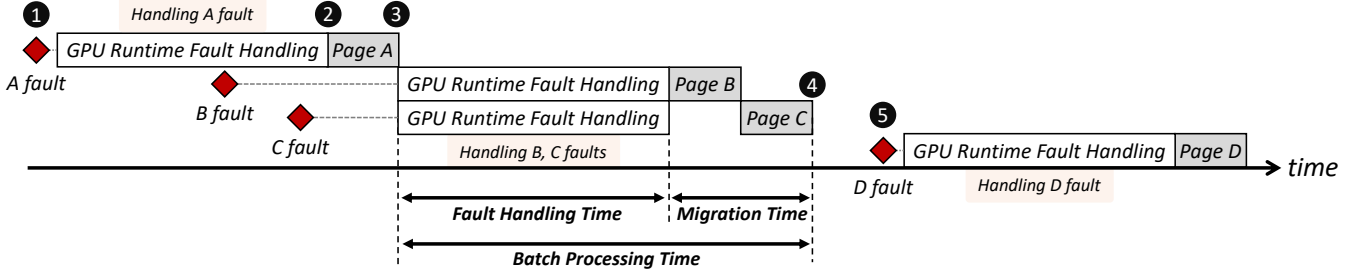 Handling A fault
1
2
3
GPU Runtime Fault Handling Page A
A fault
GPU Runtime Fault Handling Page B
4
B fault
GPU Runtime Fault Handling Page C
5
C fault
Handling B, C faults
GPU Runtime Fault Handling Page D
time
D fault
Handling D fault
Fault Handling Time
Migration Time
Batch Processing Time